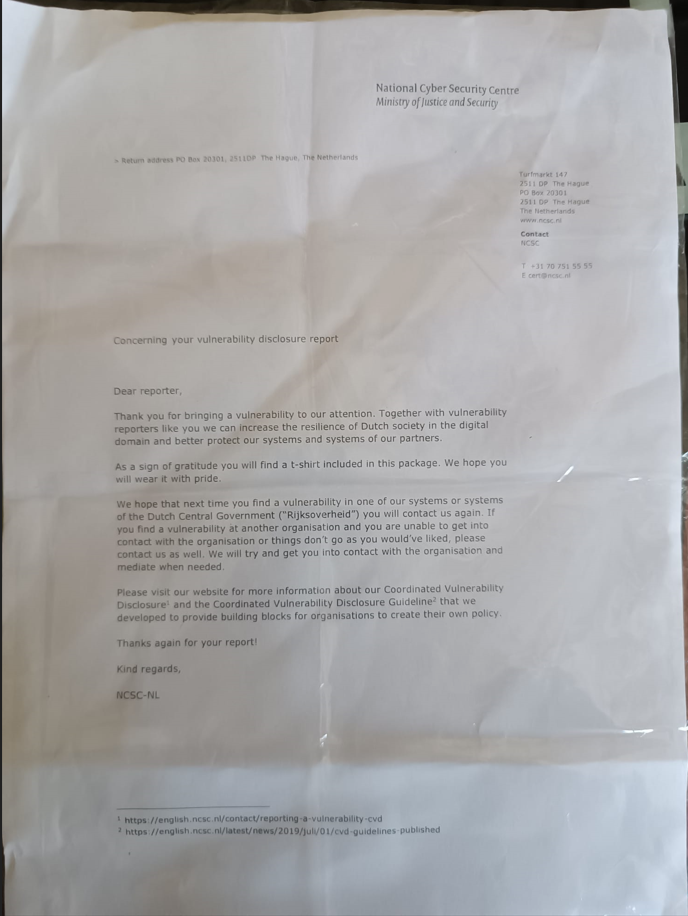 National Cyber Security Centre
Ministry of Justice and Security
> Return address PO Box 20301, 2511DP The Hague, The Netherlands
Turfmarkt 147
2511 DP The Hague
PO Box 20301
2511 DP The Hague
The Netherlands
www.ncsc.nl
Contact
NCSC
T +31 70 751 55 55
E cert@ncsc.nl
Concerning your vulnerability disclosure report
Dear reporter,
Thank you for bringing a vulnerability to our attention. Together with vulnerability
reporters like you we can increase the resilience of Dutch society in the digital
domain and better protect our systems and systems of our partners.
As a sign of gratitude you will find a t-shirt included in this package. We hope you
will wear it with pride.
We hope that next time you find a vulnerability in one of our systems or systems
of the Dutch Central Government ("Rijksoverheid") you will contact us again. If
you find a vulnerability at another organisation and you are unable to get into
contact with the organisation or things don't go as you would've liked, please
contact us as well. We will try and get you into contact with the organisation and
mediate when needed.
Please visit our website for more information about our Coordinated Vulnerability
Disclosure¹ and the Coordinated Vulnerability Disclosure Guideline² that we
developed to provide building blocks for organisations to create their own policy.
Thanks again for your report!
Kind regards,
NCSC-NL
¹ https://english.ncsc.nl/contact/reporting-a-vulnerability-cvd
² https://english.ncsc.nl/latest/news/2019/juli/01/cvd-guidelines-published